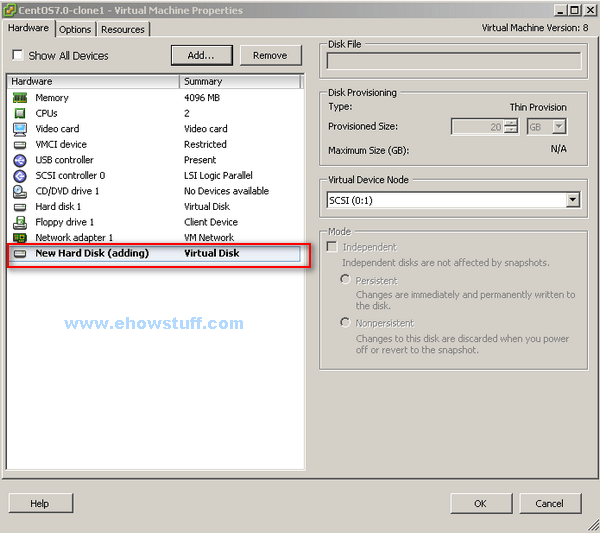 CentOS7.0-clone1 - Virtual Machine Properties
Hardware Options Resources Virtual Machine Version: 8
Show All Devices Add... Remove
Hardware Summary
Memory 4096 MB
CPUs 2
Video card Video card
VMCI device Restricted
USB controller Present
SCSI controller 0 LSI Logic Parallel
CD/DVD drive 1 No Devices available
Hard disk 1 Virtual Disk
Floppy drive 1 Client Device
Network adapter 1 VM Network
New Hard Disk (adding) Virtual Disk
www.ehowstuff.com
Disk File
Disk Provisioning
Type: Thin Provision
Provisioned Size: 20 GB
Maximum Size (GB): N/A
Virtual Device Node
SCSI (0:1)
Mode
Independent
Independent disks are not affected by snapshots.
Persistent
Changes are immediately and permanently written to
the disk.
Nonpersistent
Changes to this disk are discarded when you power
off or revert to the snapshot.
Help OK Cancel